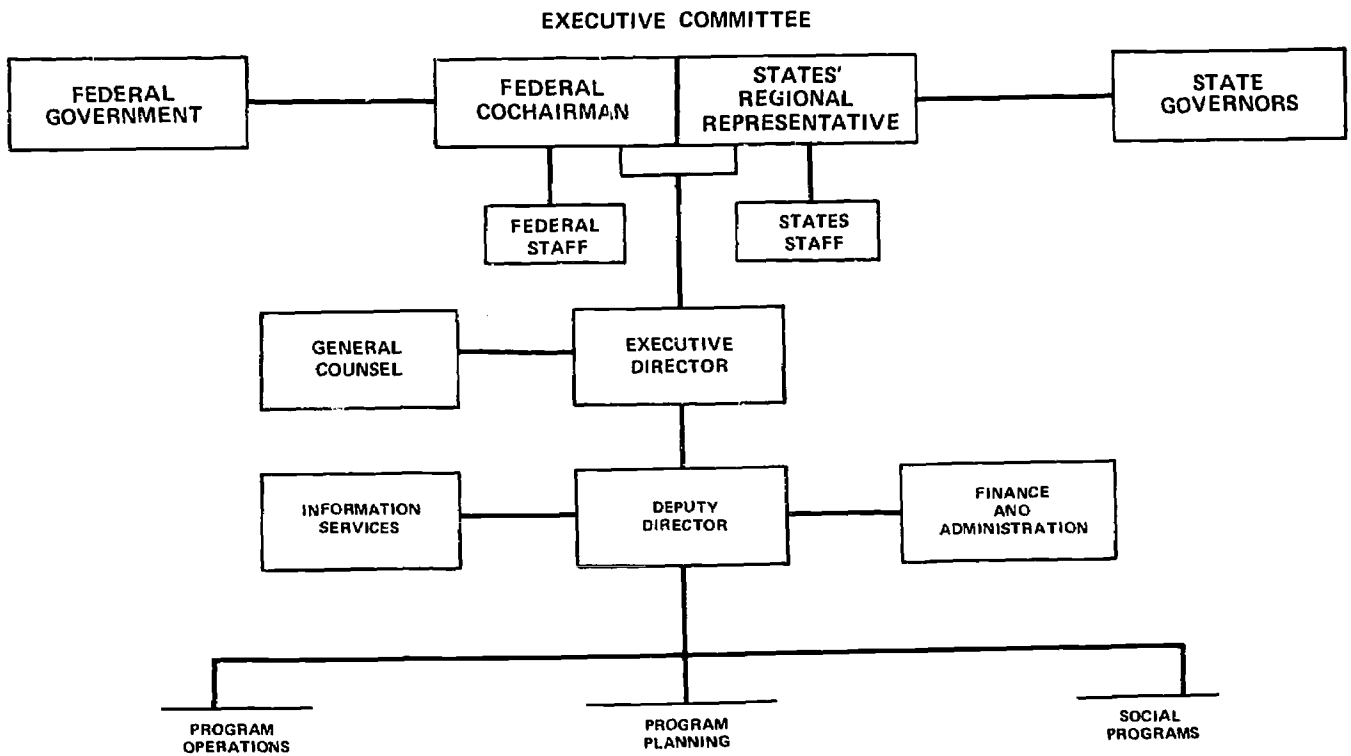 EXECUTIVE COMMITTEE
FEDERAL
GOVERNMENT
FEDERAL
COCHAIRMAN
STATES'
REGIONAL
REPRESENTATIVE
STATE
GOVERNORS
FEDERAL
STAFF
STATES
STAFF
GENERAL
COUNSEL
EXECUTIVE
DIRECTOR
INFORMATION
SERVICES
DEPUTY
DIRECTOR
FINANCE
ANO
ADMINISTRATION
PROGRAM
OPERATIONS
PROGRAM
PLANNING
SOCIAL
PROGRAMS